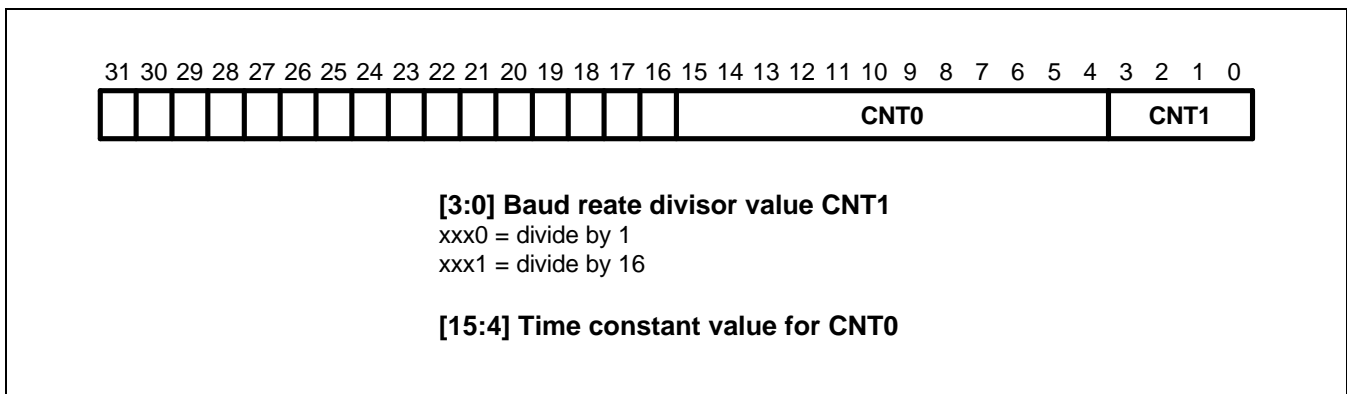 31 30 29 28 27 26 25 24 23 22 21 20 19 18 17 16 15 14 13 12 11 10 9 8 7 6 5 4 3 2 1 0
CNT0 CNT1
[3:0] Baud reate divisor value CNT1
xxx0 = divide by 1
xxx1 = divide by 16
[15:4] Time constant value for CNT0